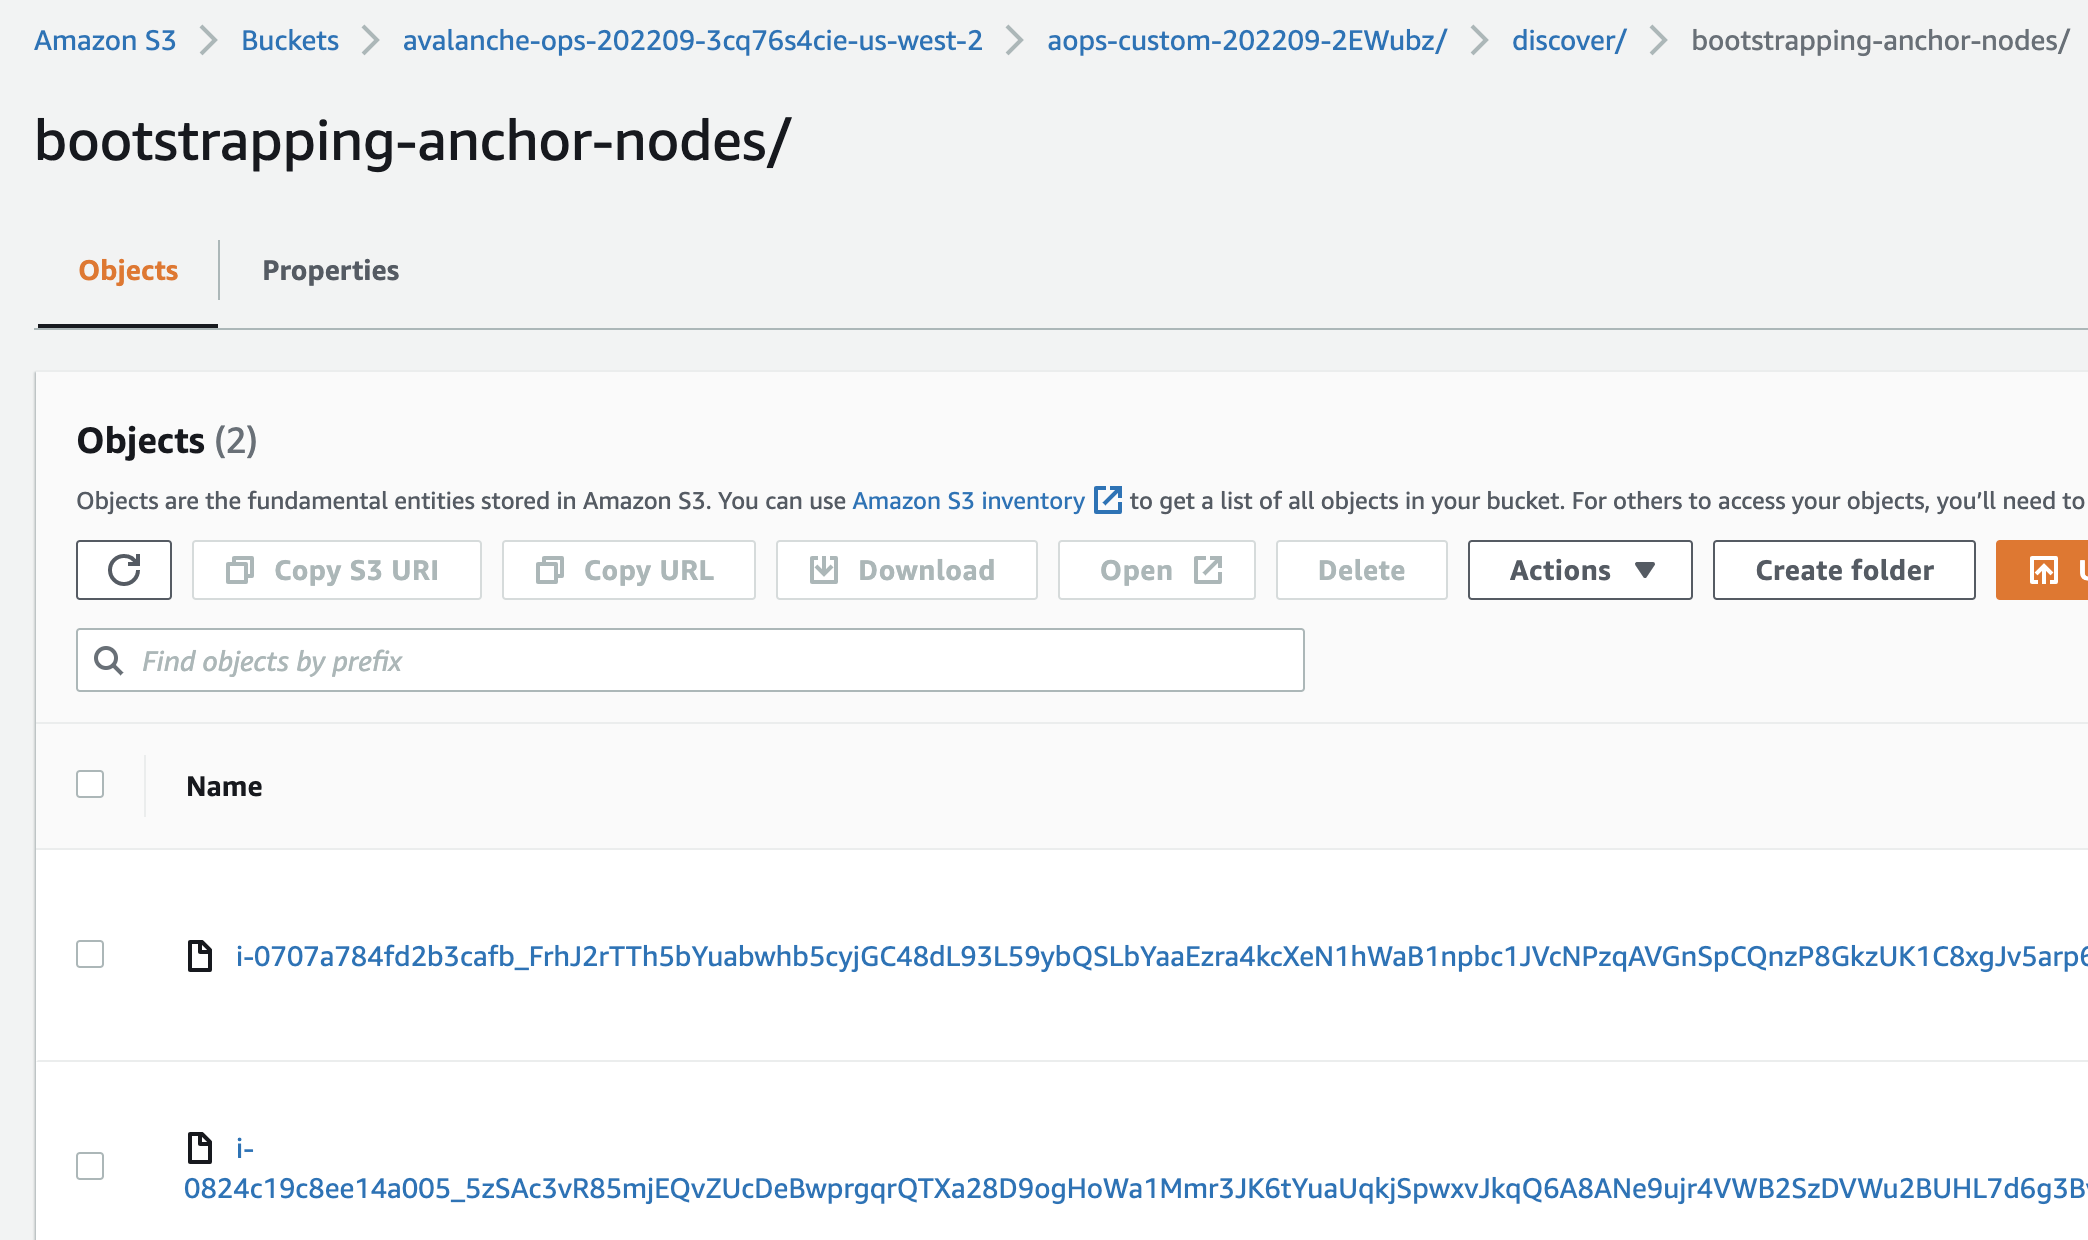 Amazon S3 > Buckets > avalanche-ops-202209-3cq76s4cie-us-west-2 > aops-custom-202209-2EWubz/ > discover/ > bootstrapping-anchor-nodes/
bootstrapping-anchor-nodes/
Objects Properties
Objects (2)
Objects are the fundamental entities stored in Amazon S3. You can use Amazon S3 inventory to get a list of all objects in your bucket. For others to access your objects, you’ll need to
Copy S3 URI Copy URL Download Open Delete Actions Create folder
Find objects by prefix
Name
i-0707a784fd2b3cafb_FrhJ2rTTh5bYuabwhb5cyjGC48dL93L59ybQSLbYaaEzra4kcXeN1hWaB1npbc1JVcNPzqAVGnSpCQnzP8GkzUK1C8xgJv5arp6
i-
0824c19c8ee14a005_5zSAc3vR85mjEQvZUcDeBwprgqrQTXa28D9ogHoWa1Mmr3JK6tYuaUqkjSpwxvJkqQ6A8ANe9ujr4VWB2SzDVWu2BUHL7d6g3B